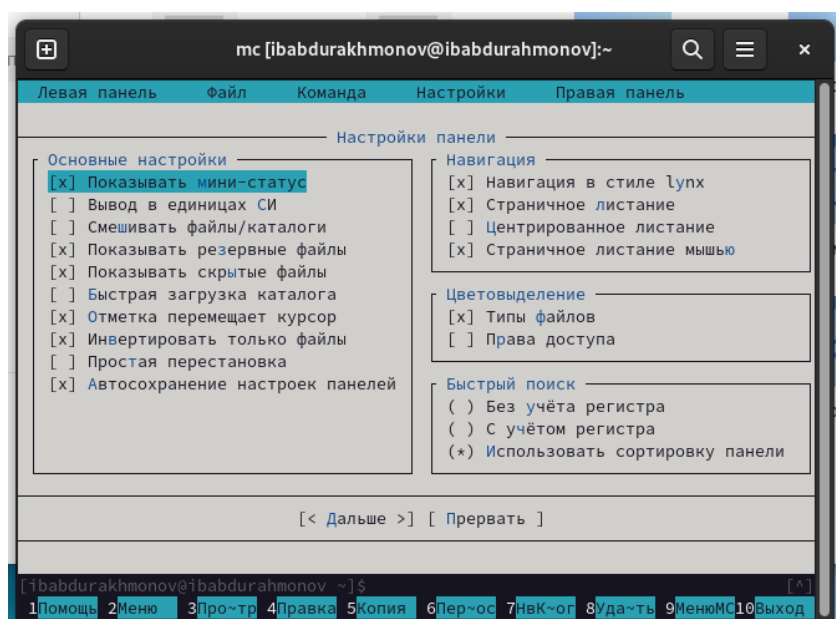 mc [ibabdurakhmonov@ibabdurahmonov]:~
Левая панель Файл Команда Настройки Правая панель
Настройки панели
Основные настройки
[x] Показывать мини-статус
[ ] Вывод в единицах СИ
[ ] Смешивать файлы/каталоги
[x] Показывать резервные файлы
[x] Показывать скрытые файлы
[ ] Быстрая загрузка каталога
[x] Отметка перемещает курсор
[x] Инвертировать только файлы
[ ] Простая перестановка
[x] Автосохранение настроек панелей
Навигация
[x] Навигация в стиле lynx
[x] Страничное листание
[ ] Центрированное листание
[x] Страничное листание мышью
Цветовыделение
[x] Типы файлов
[ ] Права доступа
Быстрый поиск
( ) Без учёта регистра
( ) С учётом регистра
(*) Использовать сортировку панели
[< Дальше >] [ Прервать ]
[ibabdurakhmonov@ibabdurahmonov ~]$ [^]
1Помощь 2Меню 3Про~тр 4Правка 5Копия 6Пер~ос 7НвК~ог 8Уда~ть 9МенюMC10Выход